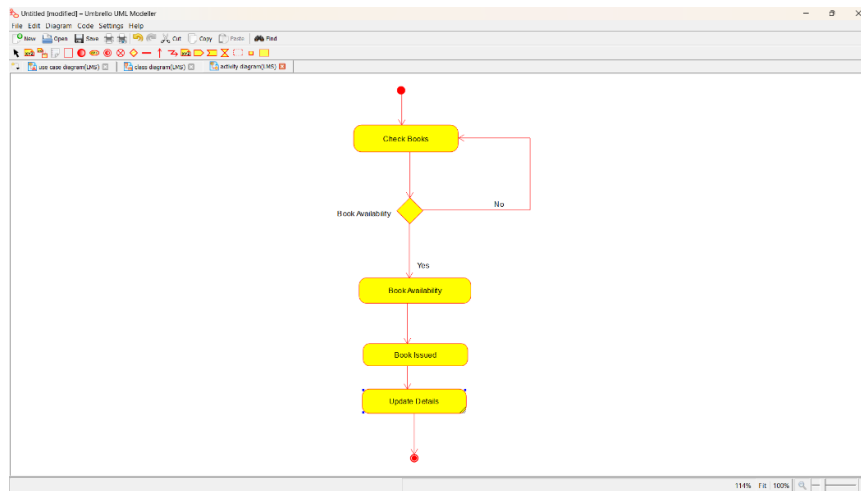 Untitled [modified] – Umbrello UML Modeller
File Edit Diagram Code Settings Help
New Open Save Cut Copy Paste Find
use case diagram(LMS) class diagram(LMS) activity diagram(LMS)
Check Books
No
Book Availability
Yes
Book Availability
Book Issued
Update Details
114% Fit 100%